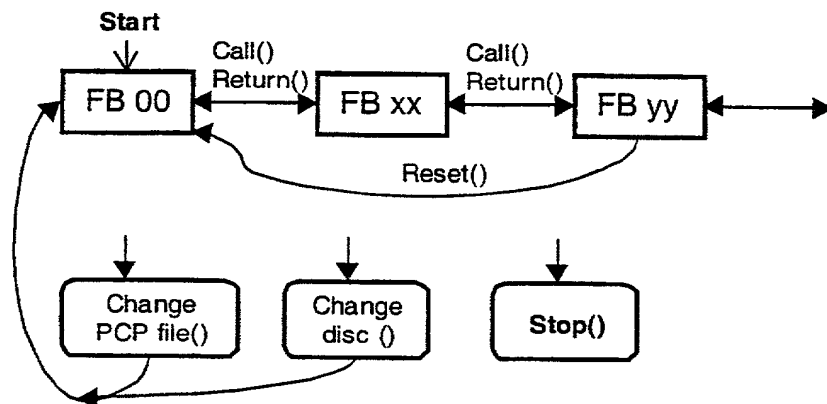 Start
Call()
Return()
Call()
Return()
FB 00
FB xx
FB yy
Reset()
Change
PCP file()
Change
disc ()
Stop()